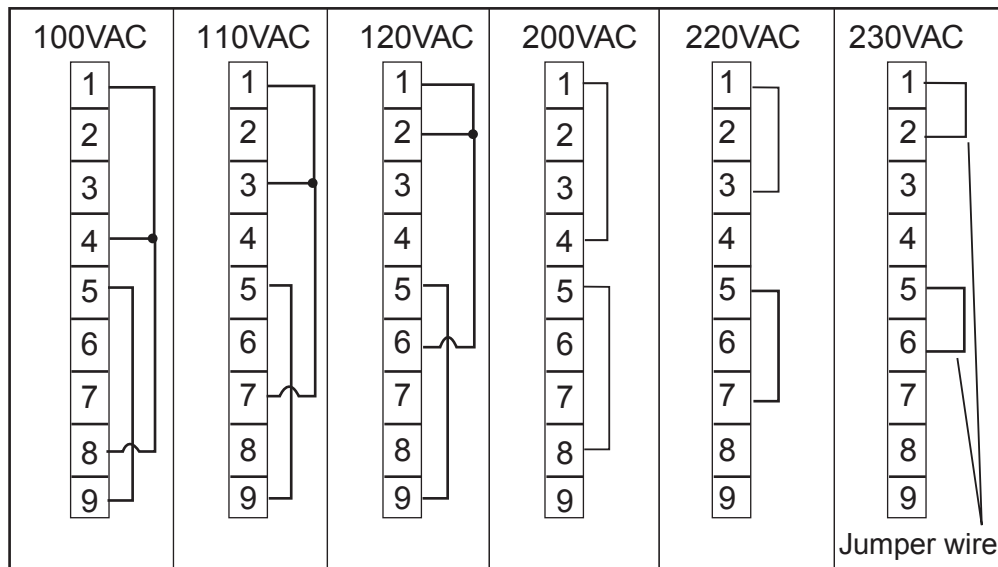 100VAC 110VAC 120VAC 200VAC 220VAC 230VAC
1 1 1 1 1 1
2 2 2 2 2 2
3 3 3 3 3 3
4 4 4 4 4 4
5 5 5 5 5 5
6 6 6 6 6 6
7 7 7 7 7 7
8 8 8 8 8 8
9 9 9 9 9 9
Jumper wire